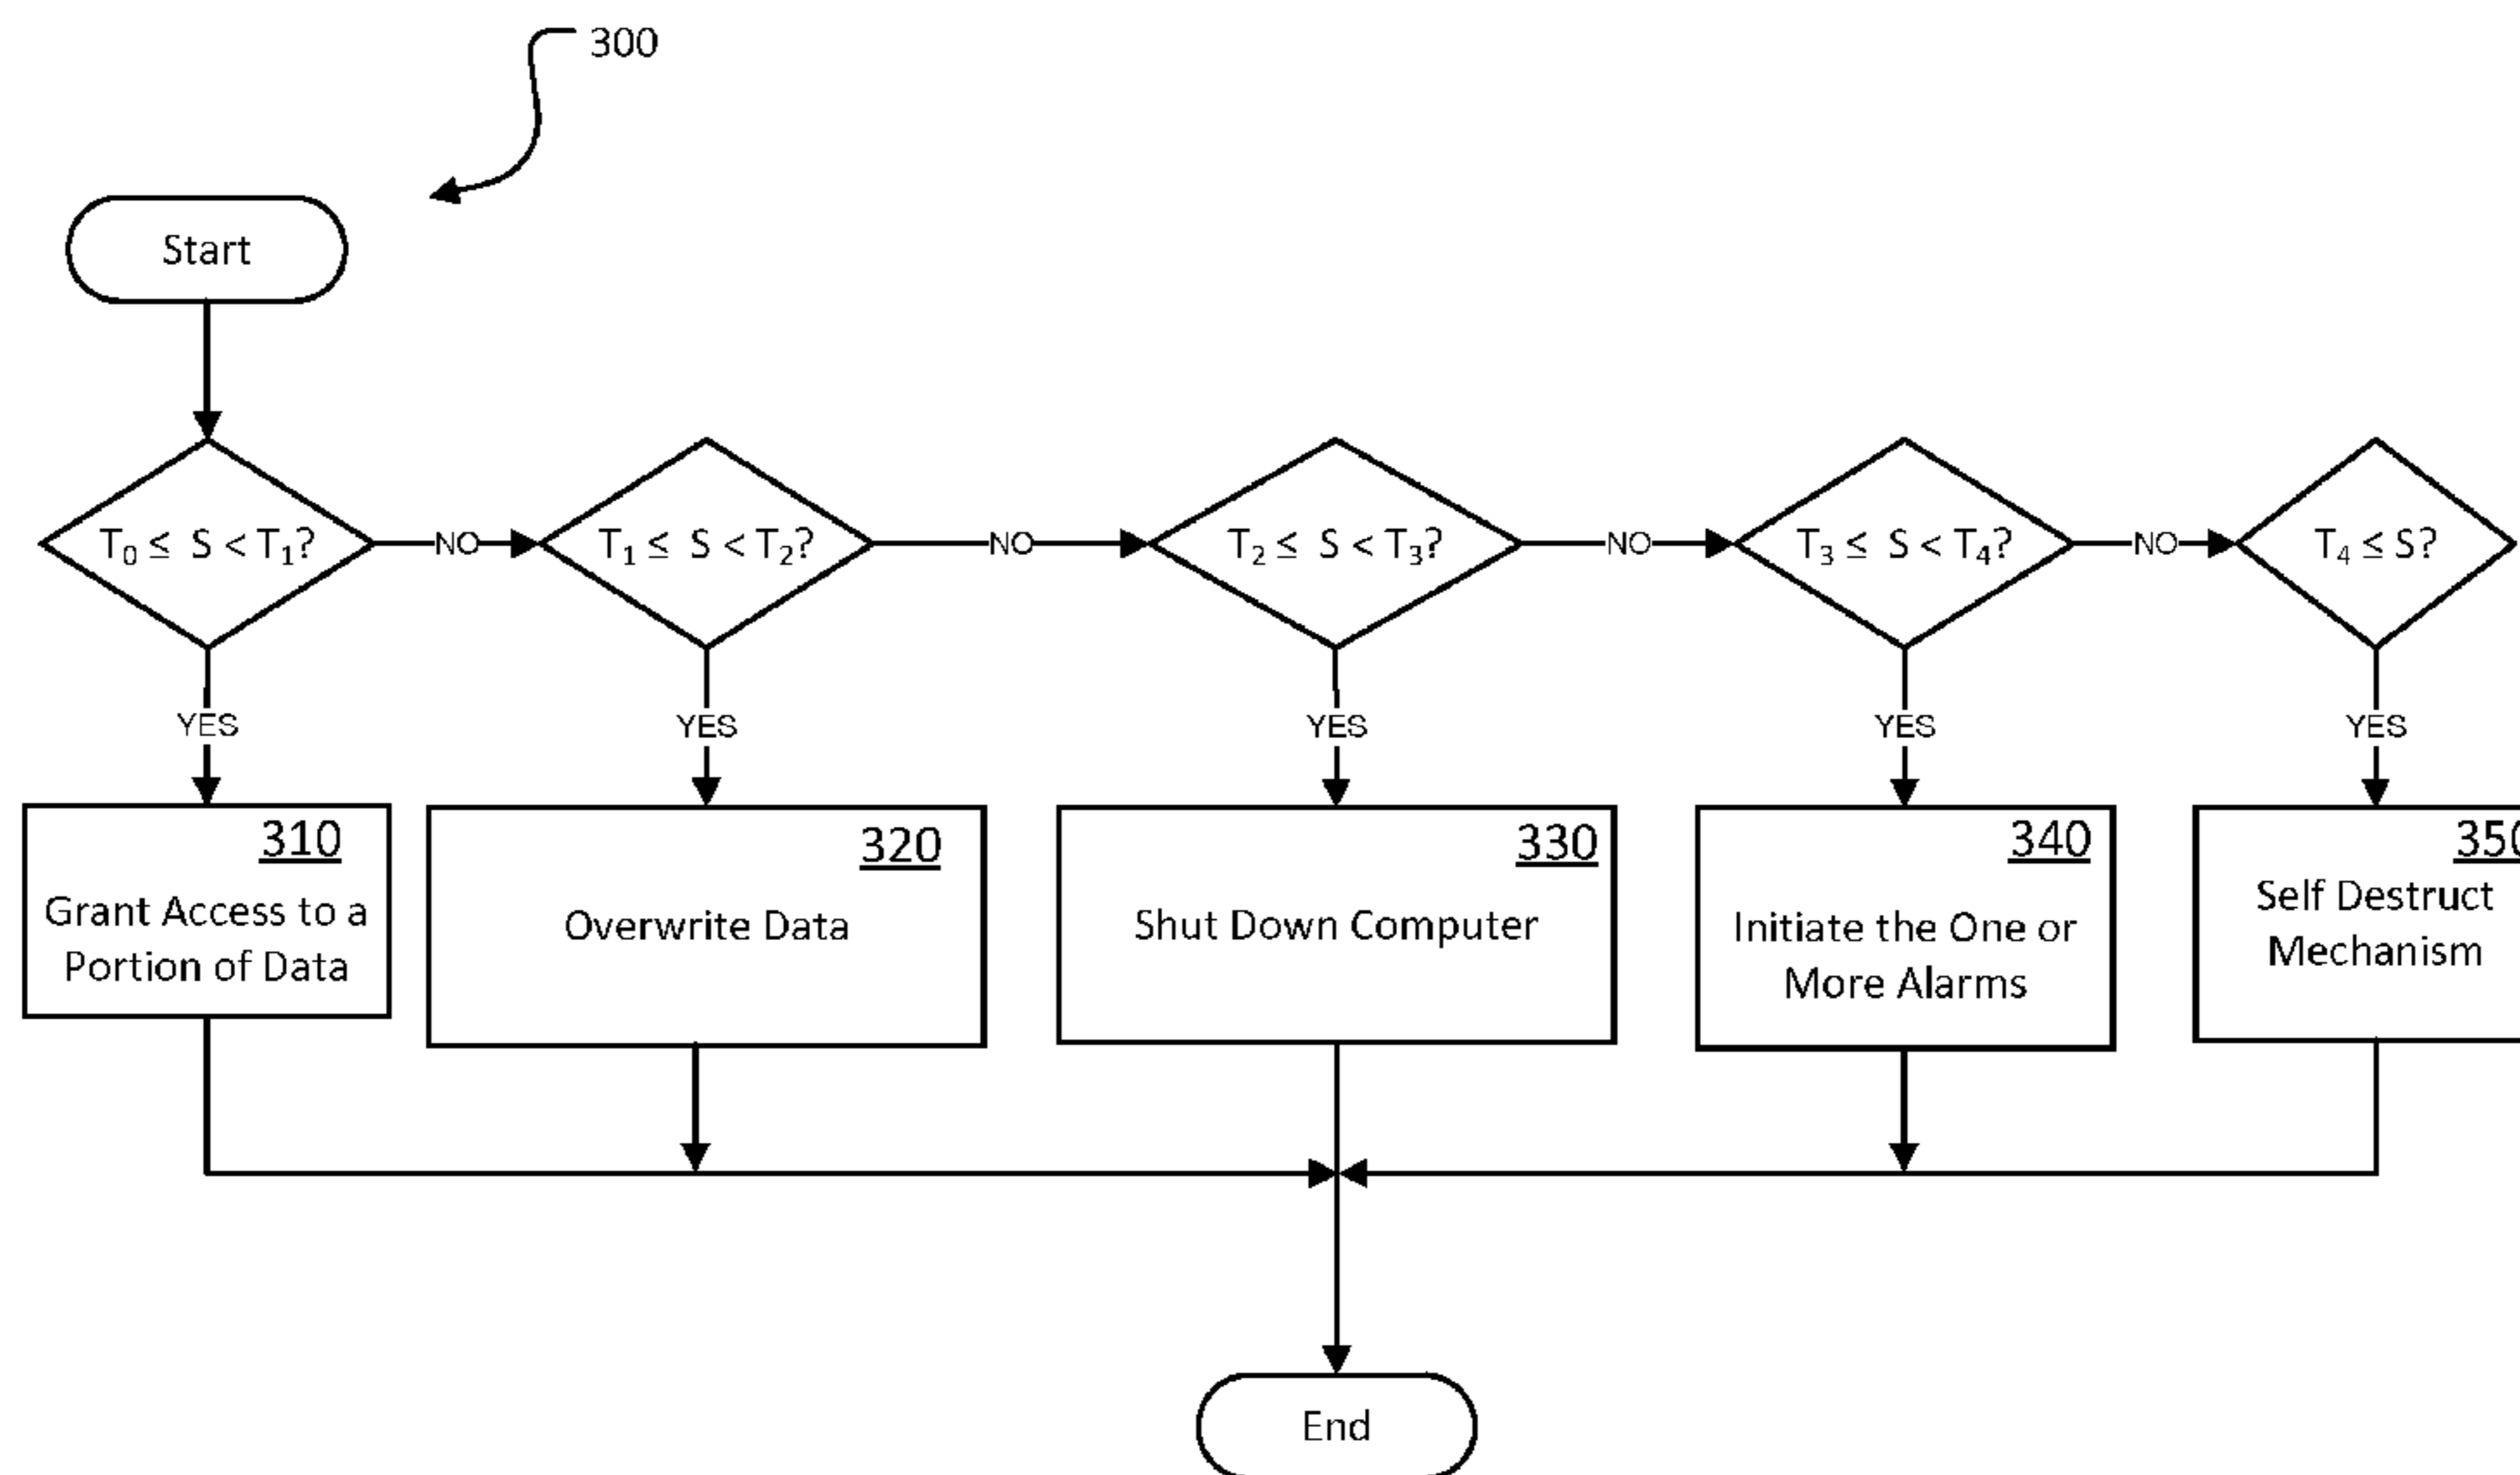 300
Start
T₀ ≤ S < T₁?
NO
T₁ ≤ S < T₂?
NO
T₂ ≤ S < T₃?
NO
T₃ ≤ S < T₄?
NO
T₄ ≤ S?
YES
YES
YES
YES
YES
310
Grant Access to a
Portion of Data
320
Overwrite Data
330
Shut Down Computer
340
Initiate the One or
More Alarms
350
Self Destruct
Mechanism
End